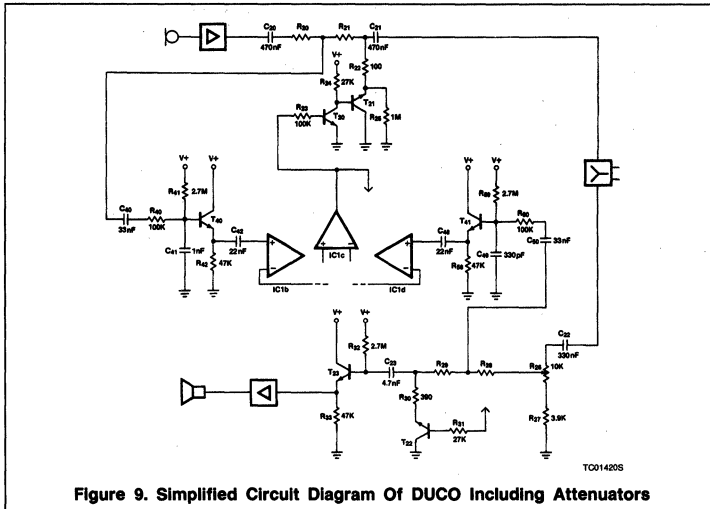 C20
470nF
R20
R21
C21
470nF
R22
100
V+
R24
27K
T21
R23
100K
T20
R25
1M
V+
V+
R41
2.7M
C40
33nF
R40
100K
T40
C42
22nF
C41
1nF
R42
47K
+
−
IC1b
+
−
IC1c
+
−
IC1d
V+
V+
R59
2.7M
R60
100K
T41
C48
22nF
C50
33nF
R58
47K
C49
330pF
V+
V+
R32
2.7M
T23
C23
4.7nF
R29
R28
C22
330nF
R26
10K
R30
390
R33
47K
R31
27K
T22
R27
3.9K
TC01420S
Figure 9. Simplified Circuit Diagram Of DUCO Including Attenuators